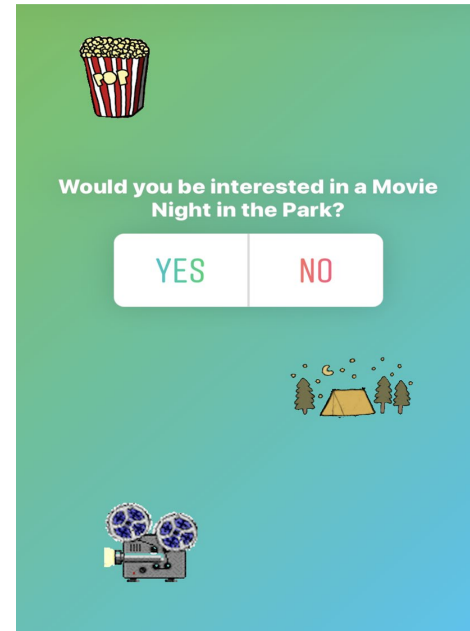 POP
Would you be interested in a Movie
Night in the Park?
YES NO